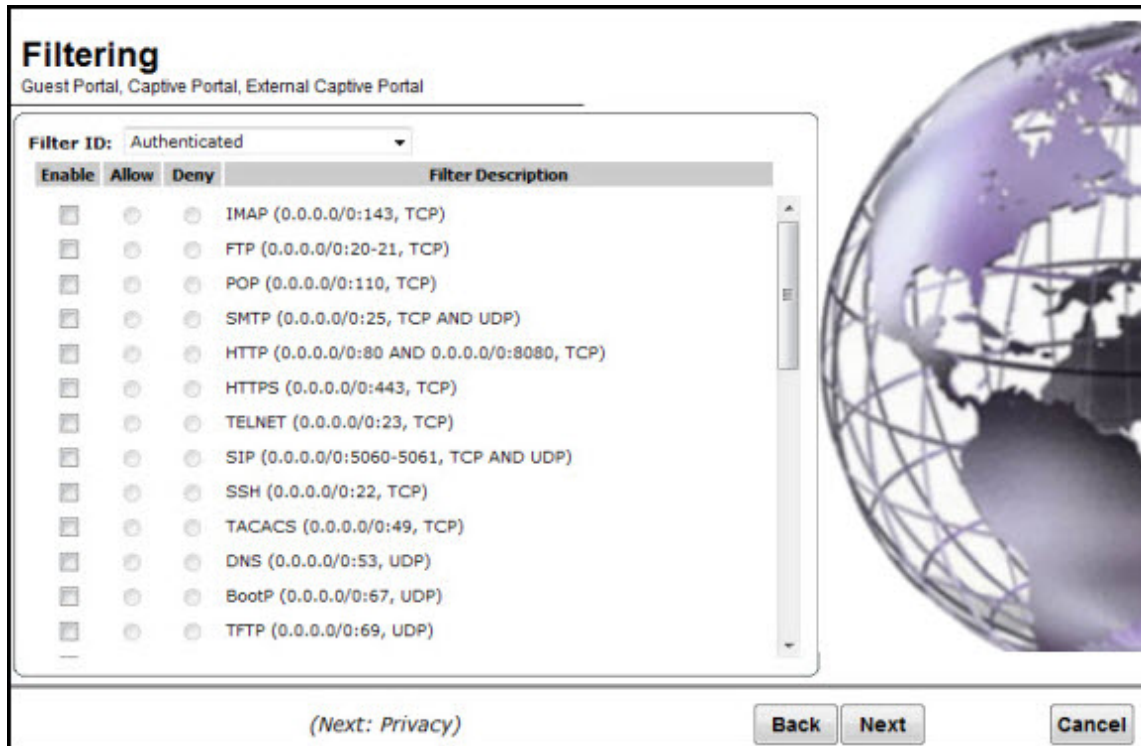 Filtering
Guest Portal, Captive Portal, External Captive Portal
Filter ID: Authenticated
Enable Allow Deny Filter Description
IMAP (0.0.0.0/0:143, TCP)
FTP (0.0.0.0/0:20-21, TCP)
POP (0.0.0.0/0:110, TCP)
SMTP (0.0.0.0/0:25, TCP AND UDP)
HTTP (0.0.0.0/0:80 AND 0.0.0.0/0:8080, TCP)
HTTPS (0.0.0.0/0:443, TCP)
TELNET (0.0.0.0/0:23, TCP)
SIP (0.0.0.0/0:5060-5061, TCP AND UDP)
SSH (0.0.0.0/0:22, TCP)
TACACS (0.0.0.0/0:49, TCP)
DNS (0.0.0.0/0:53, UDP)
BootP (0.0.0.0/0:67, UDP)
TFTP (0.0.0.0/0:69, UDP)
(Next: Privacy) Back Next Cancel